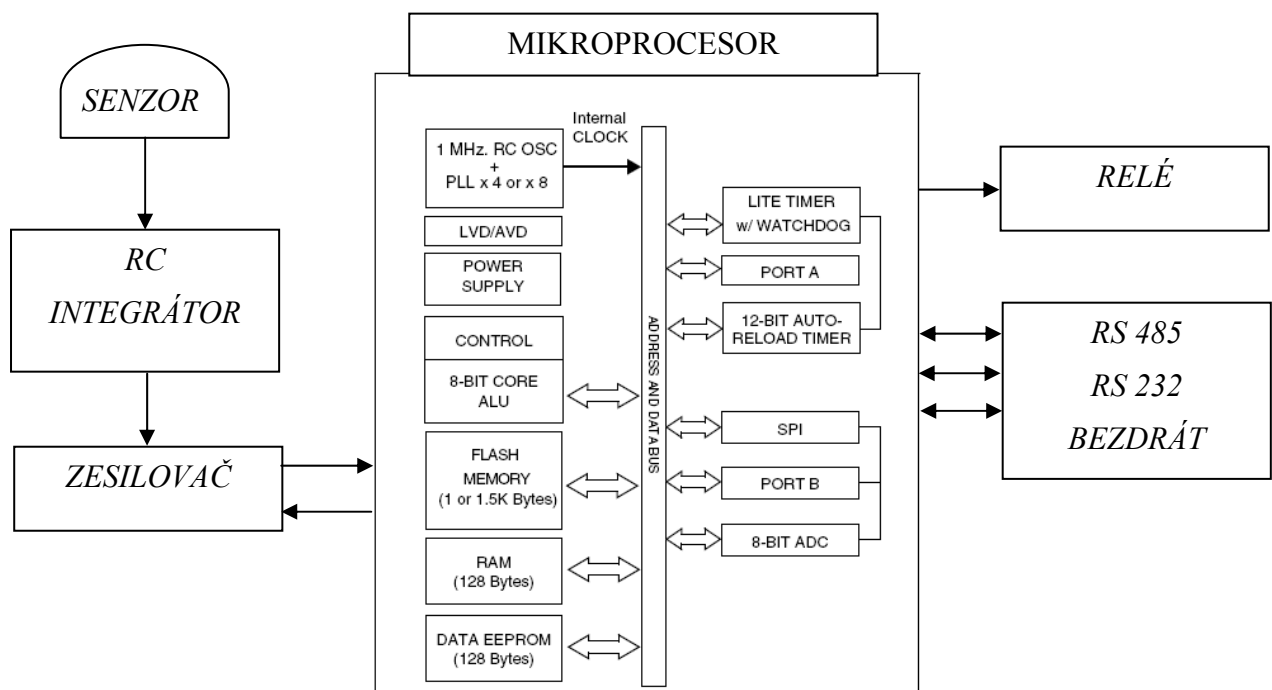 MIKROPROCESOR
SENZOR
RC
INTEGRÁTOR
ZESILOVAČ
Internal
CLOCK
1 MHz. RC OSC
+
PLL x 4 or x 8
LVD/AVD
POWER
SUPPLY
CONTROL
8-BIT CORE
ALU
FLASH
MEMORY
(1 or 1.5K Bytes)
RAM
(128 Bytes)
DATA EEPROM
(128 Bytes)
ADDRESS AND DATA BUS
LITE TIMER
w/ WATCHDOG
PORT A
12-BIT AUTO-
RELOAD TIMER
SPI
PORT B
8-BIT ADC
RELÉ
RS 485
RS 232
BEZDRÁT